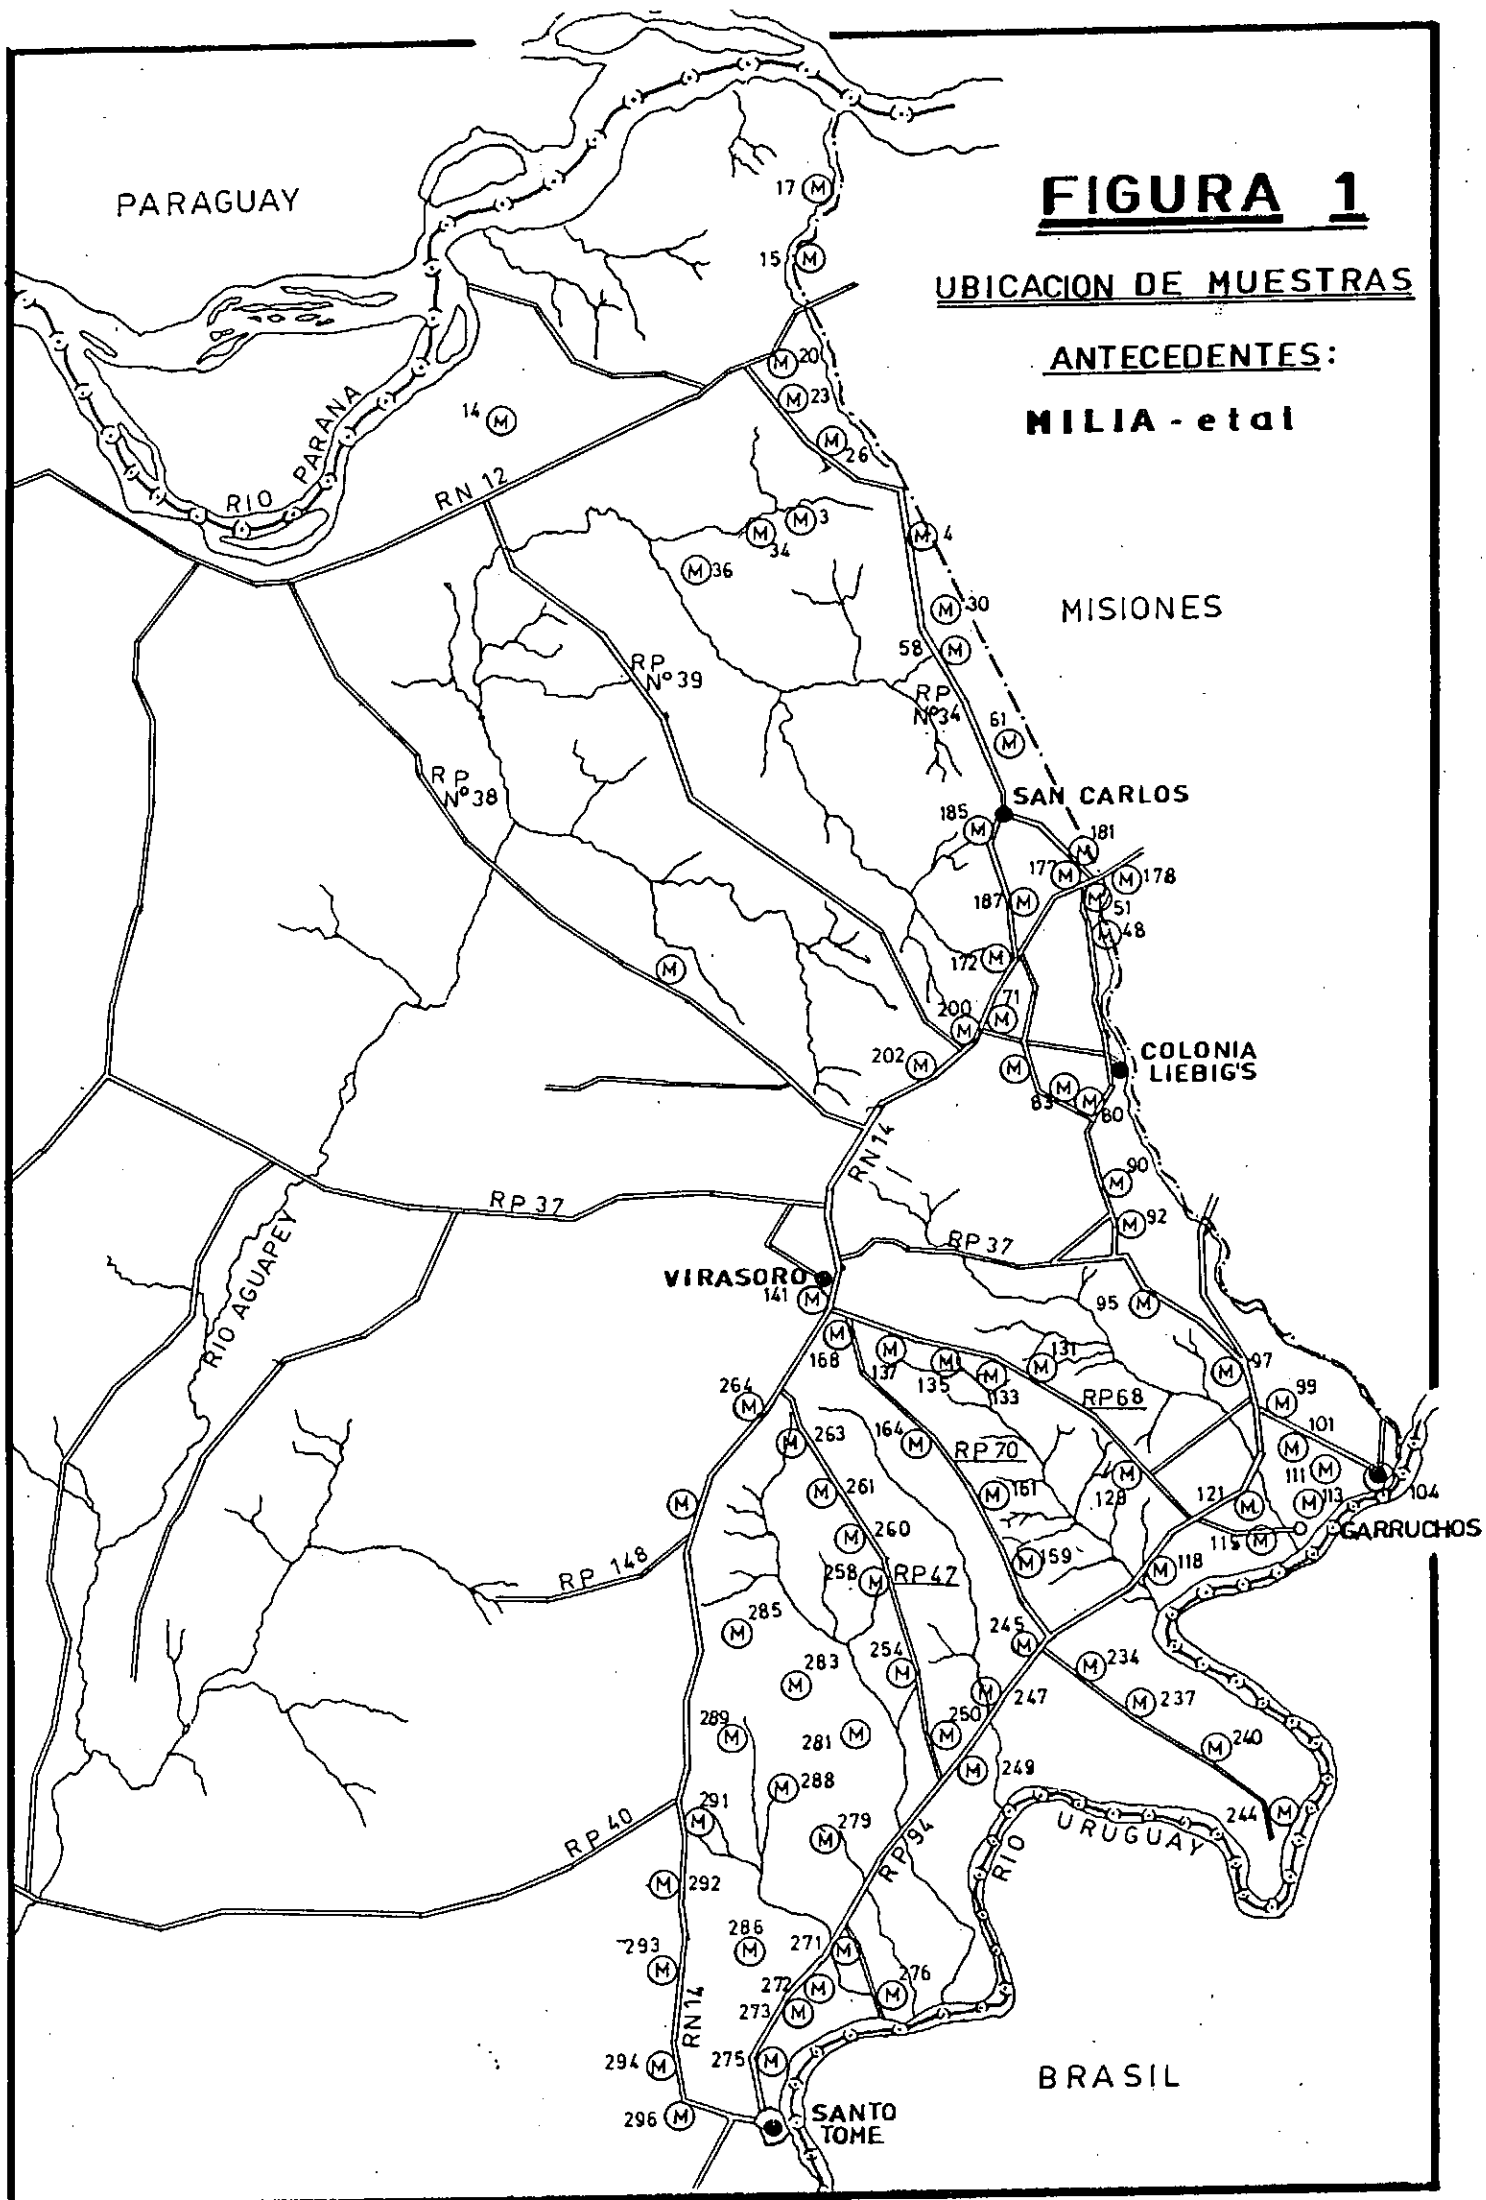 PARAGUAY
FIGURA 1
UBICACION DE MUESTRAS
ANTECEDENTES:
MILIA - etal
17 M
15 M
M 20
M 23
14 M
M 26
RIO PARANA
RN 12
M 3
M 34
M 4
M 36
M 30
MISIONES
58 M
RP Nº 39
RP Nº 34
61 M
RP Nº 38
SAN CARLOS
185 M
M 181
177 M
M 178
187 M
M 51
M 48
172 M
M
71 M
200 M
202 M
COLONIA
LIEBIG'S
M
83 M
M 80
RN 14
M 90
RP 37
M 92
RP 37
RIO AGUAPEY
VIRASORO
141 M
95 M
M 168
M 137
M 135
M 133
M 131
M 97
RP 68
264 M
M 99
M 263
164 M
RP 70
M 101
111 M
M 161
M 261
M
121 M
M 113
104
M 260
GARRUCHOS
115 M
RP 148
258 M
RP 47
M 159
M 118
M 285
245 M
254 M
M 234
M 283
M 247
M 237
289 M
281 M
250 M
M 240
M 249
M 288
M 291
244 M
M 279
RP 40
RP 94
RIO URUGUAY
M 292
286 M
271 M
293 M
272 M
M 276
273 M
RN 14
294 M
275 M
BRASIL
296 M
SANTO
TOME